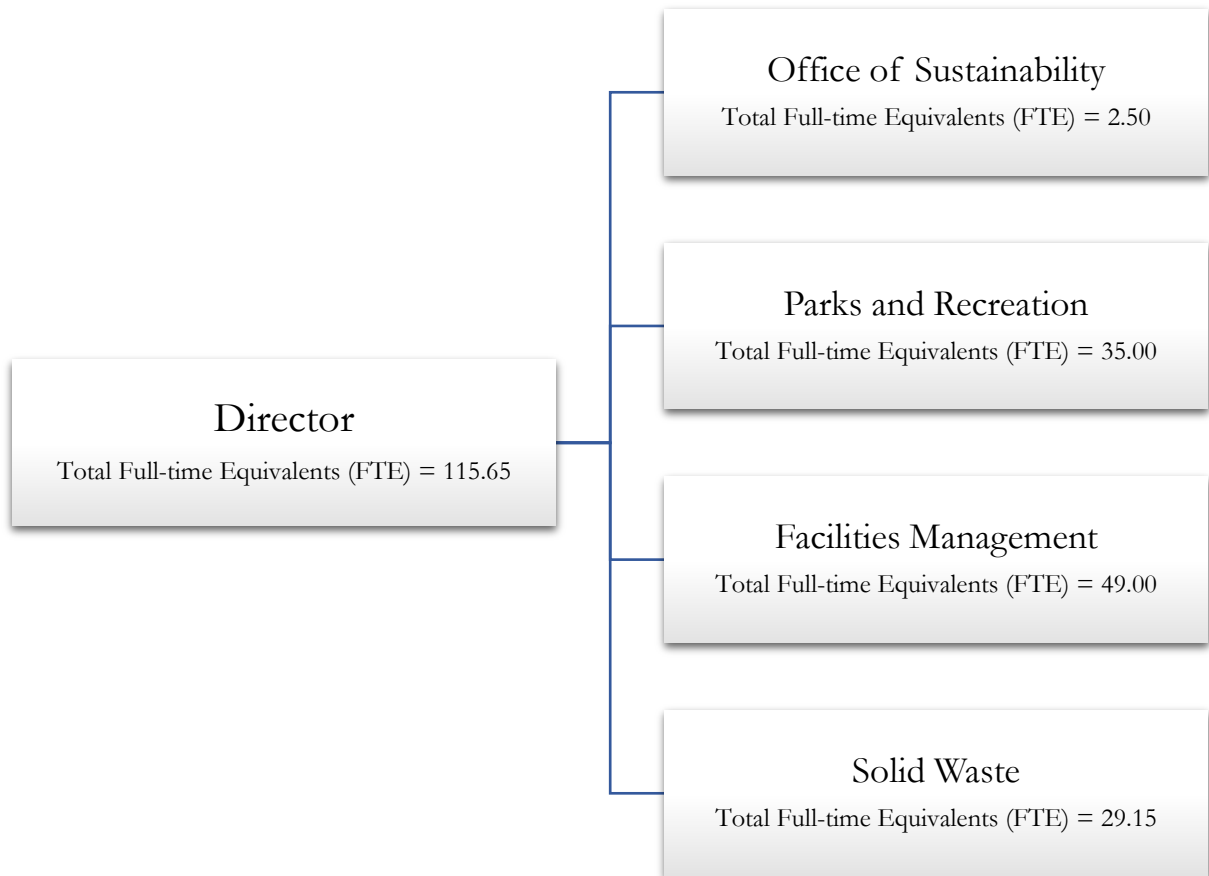 Office of Sustainability
Total Full-time Equivalents (FTE) = 2.50
Parks and Recreation
Total Full-time Equivalents (FTE) = 35.00
Director
Total Full-time Equivalents (FTE) = 115.65
Facilities Management
Total Full-time Equivalents (FTE) = 49.00
Solid Waste
Total Full-time Equivalents (FTE) = 29.15